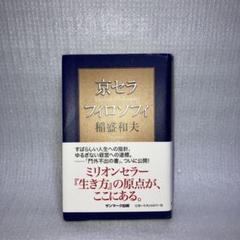 京セラ
フィロソフィ
稲盛和夫
すばらしい人生への指針、
ゆるぎない経営への道標。
──「門外不出の書」、ついに公開!
ミリオンセラー
『生き方』の原点が、
ここにある。
サンマーク出版